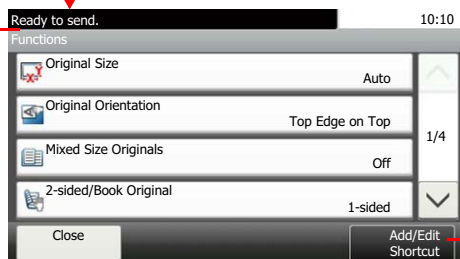 Ready to send.
10:10
Functions
Original Size
Auto
Original Orientation
Top Edge on Top
1/4
Mixed Size Originals
Off
2-sided/Book Original
1-sided
Close
Add/Edit
Shortcut